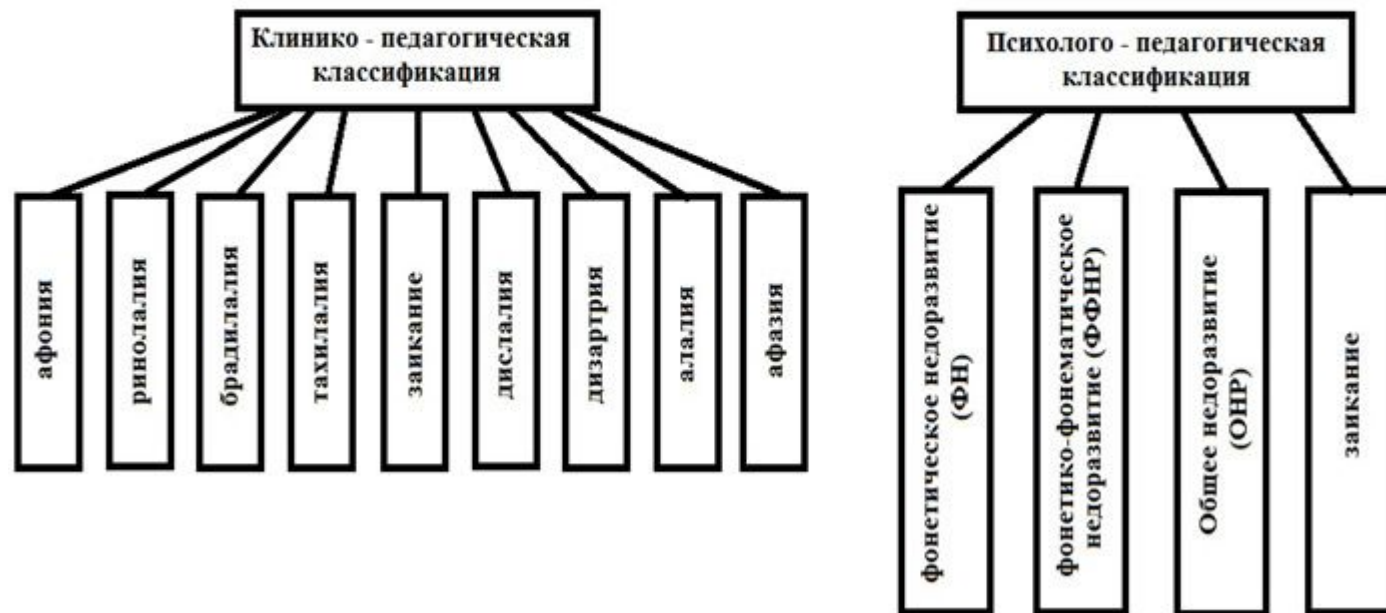 Клинико - педагогическая
классификация
афония
ринолалия
брадилалия
тахилалия
заикание
дислалия
дизартрия
алалия
афазия
Психолого - педагогическая
классификация
фонетическое недоразвитие
(ФН)
фонетико-фонематическое
недоразвитие (ФФНР)
Общее недоразвитие
(ОНР)
заикание